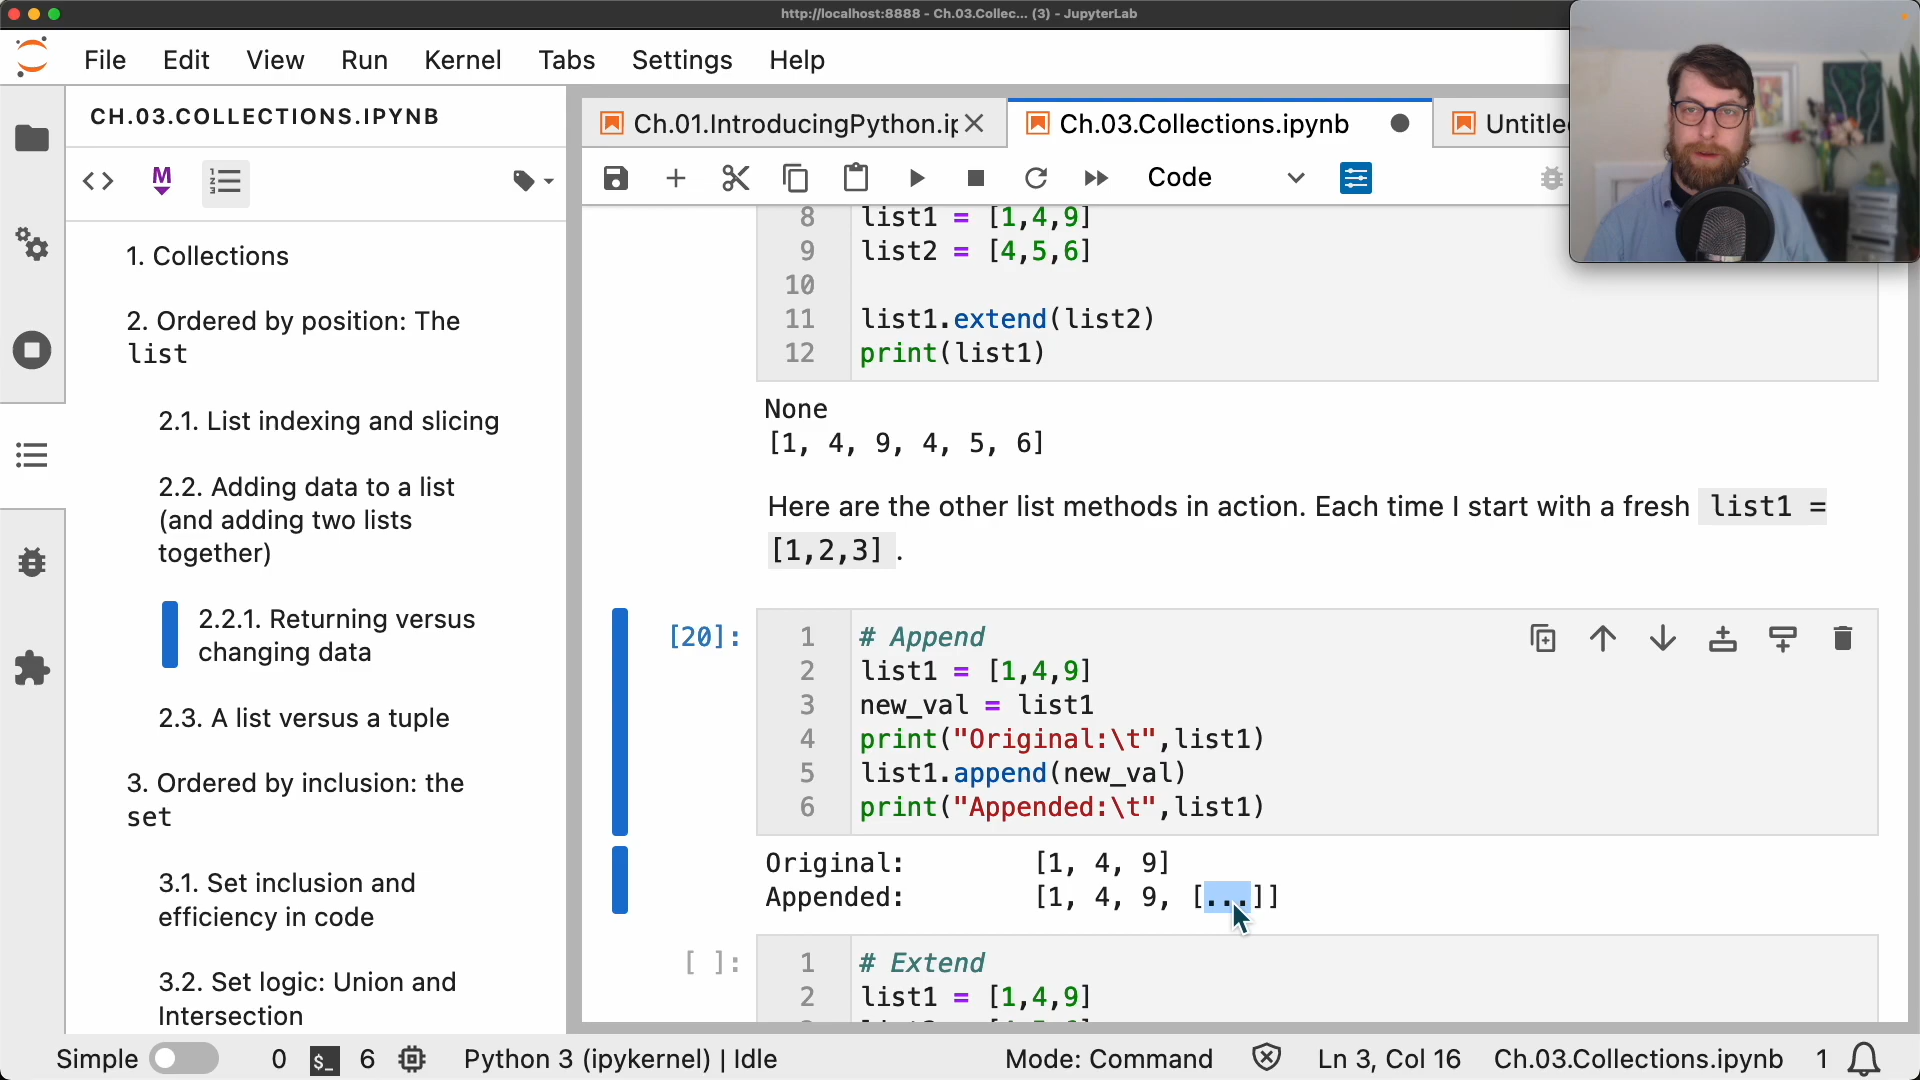 http://localhost:8888 - Ch.03.Collec... (3) - JupyterLab
File Edit View Run Kernel Tabs Settings Help
CH.03.COLLECTIONS.IPYNB
1. Collections
2. Ordered by position: The
list
2.1. List indexing and slicing
2.2. Adding data to a list
(and adding two lists
together)
2.2.1. Returning versus
changing data
2.3. A list versus a tuple
3. Ordered by inclusion: the
set
3.1. Set inclusion and
efficiency in code
3.2. Set logic: Union and
Intersection
Ch.01.IntroducingPython.ip Ch.03.Collections.ipynb Untitle
Code
8 list1 = [1,4,9]
9 list2 = [4,5,6]
10
11 list1.extend(list2)
12 print(list1)
None
[1, 4, 9, 4, 5, 6]
Here are the other list methods in action. Each time I start with a fresh list1 =
[1,2,3] .
[20]: 1 # Append
2 list1 = [1,4,9]
3 new_val = list1
4 print("Original:\t",list1)
5 list1.append(new_val)
6 print("Appended:\t",list1)
Original: [1, 4, 9]
Appended: [1, 4, 9, [...]]
[ ]: 1 # Extend
2 list1 = [1,4,9]
Simple 0 $_ 6 Python 3 (ipykernel) | Idle Mode: Command Ln 3, Col 16 Ch.03.Collections.ipynb 1